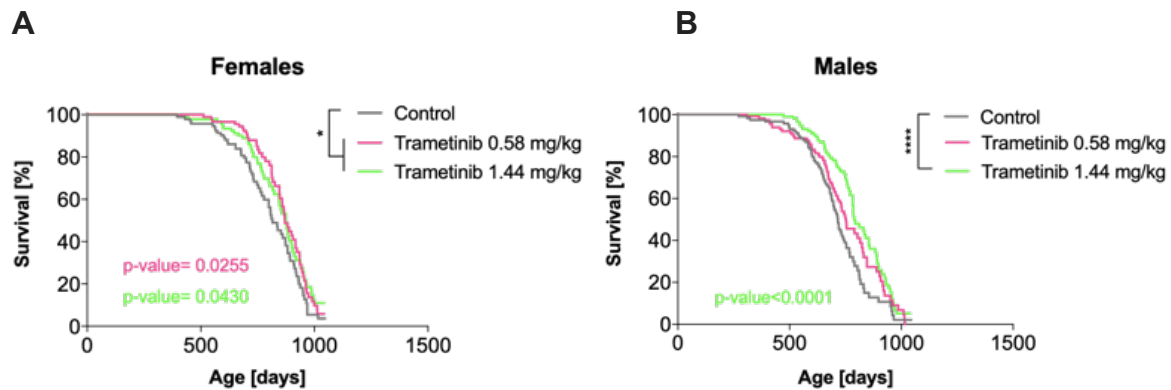 A
Females
Survival [%]
100
80
60
40
20
0
0 500 1000 1500
Age [days]
*
Control
Trametinib 0.58 mg/kg
Trametinib 1.44 mg/kg
p-value= 0.0255
p-value= 0.0430
B
Males
Survival [%]
100
80
60
40
20
0
0 500 1000 1500
Age [days]
****
Control
Trametinib 0.58 mg/kg
Trametinib 1.44 mg/kg
p-value<0.0001